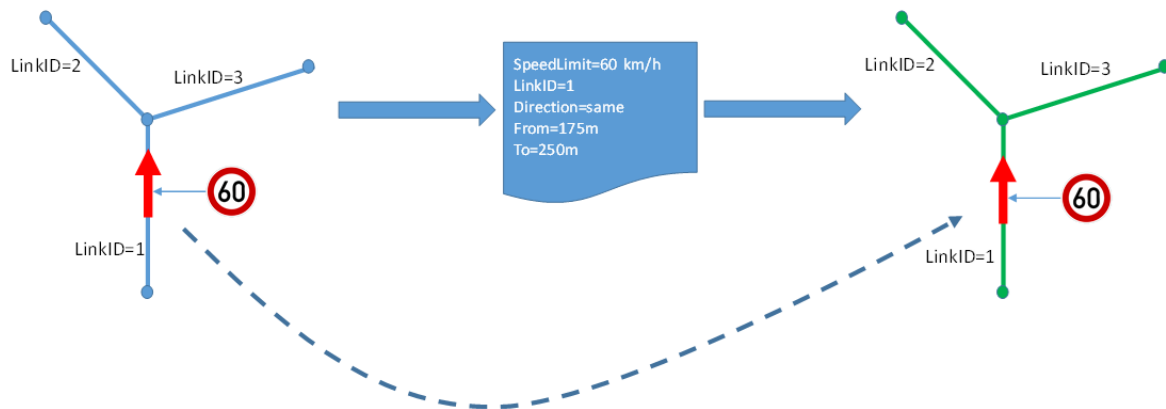 LinkID=2
LinkID=3
60
LinkID=1
SpeedLimit=60 km/h
LinkID=1
Direction=same
From=175m
To=250m
LinkID=2
LinkID=3
60
LinkID=1